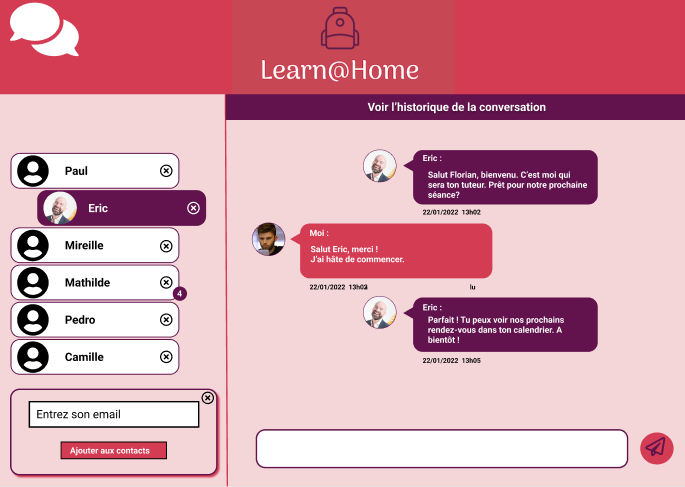 Learn@Home
Voir l'historique de la conversation
Paul
Eric
Mireille
Mathilde
4
Pedro
Camille
Entrez son email
Ajouter aux contacts
Eric :
Salut Florian, bienvenu. C'est moi qui
sera ton tuteur. Prêt pour notre prochaine
séance?
22/01/2022 13h02
Moi :
Salut Eric, merci !
J'ai hâte de commencer.
22/01/2022 lu
Eric :
Parfait ! Tu peux voir nos prochains
rendez-vous dans ton calendrier. A
bientôt !
22/01/2022 13h05